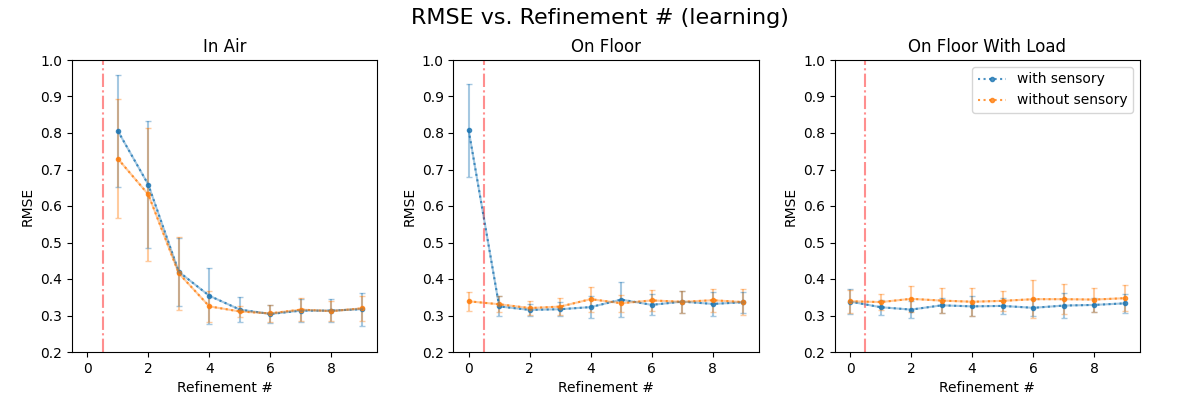 RMSE vs. Refinement # (learning)
In Air
1.0
0.9
0.8
0.7
0.6
0.5
0.4
0.3
0.2
RMSE
0 2 4 6 8
Refinement #
On Floor
1.0
0.9
0.8
0.7
0.6
0.5
0.4
0.3
0.2
RMSE
0 2 4 6 8
Refinement #
On Floor With Load
with sensory
without sensory
1.0
0.9
0.8
0.7
0.6
0.5
0.4
0.3
0.2
RMSE
0 2 4 6 8
Refinement #